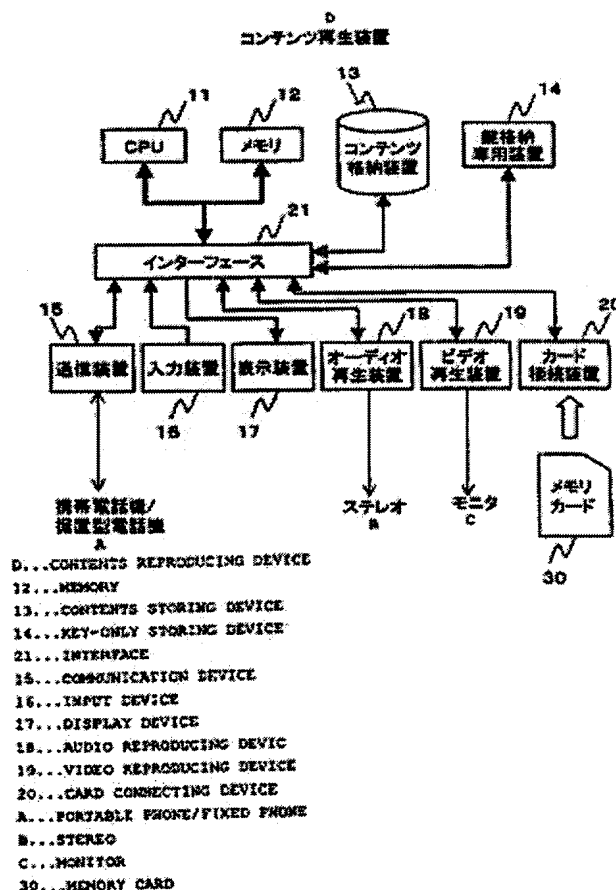 D
コンテンツ再生装置
11
12
13
14
CPU
メモリ
コンテンツ
格納装置
鍵格納
専用装置
21
インターフェース
15
18
19
20
通信装置
入力装置
表示装置
オーディオ
再生装置
ビデオ
再生装置
カード
接続装置
16
17
携帯電話機/
据置型電話機
A
ステレオ
B
モニタ
C
メモリ
カード
30
D...CONTENTS REPRODUCING DEVICE
12...MEMORY
13...CONTENTS STORING DEVICE
14...KEY-ONLY STORING DEVICE
21...INTERFACE
15...COMMUNICATION DEVICE
16...INPUT DEVICE
17...DISPLAY DEVICE
18...AUDIO REPRODUCING DEVIC
19...VIDEO REPRODUCING DEVICE
20...CARD CONNECTING DEVICE
A...PORTABLE PHONE/FIXED PHONE
B...STEREO
C...MONITOR
30...MEMORY CARD